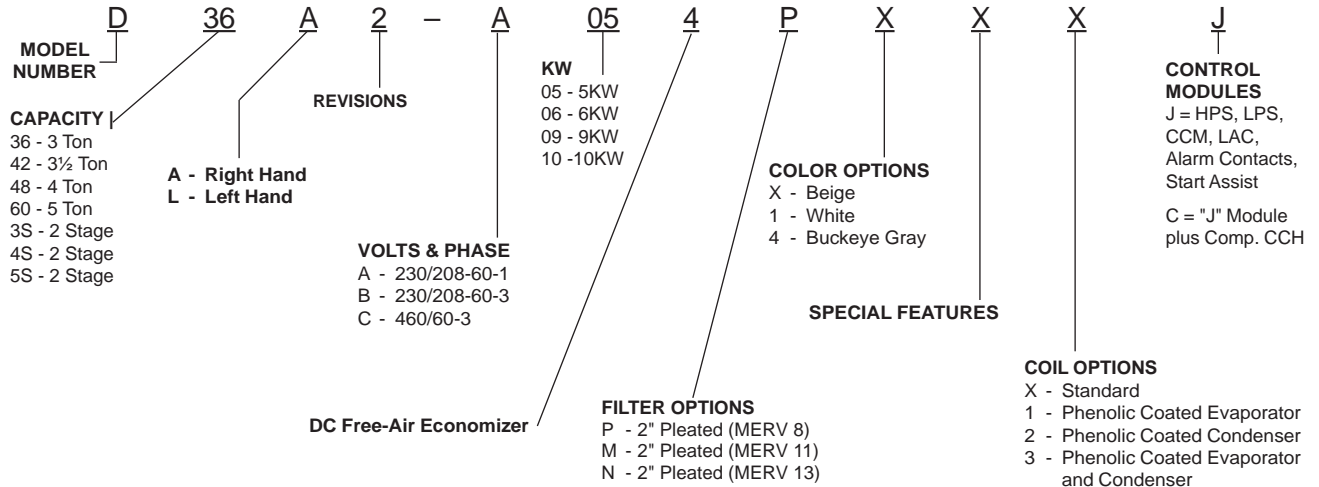 D 36 A 2 – A 05 4 P X X X J
MODEL
NUMBER
CAPACITY
36 - 3 Ton
42 - 3½ Ton
48 - 4 Ton
60 - 5 Ton
3S - 2 Stage
4S - 2 Stage
5S - 2 Stage
A - Right Hand
L - Left Hand
REVISIONS
VOLTS & PHASE
A - 230/208-60-1
B - 230/208-60-3
C - 460/60-3
KW
05 - 5KW
06 - 6KW
09 - 9KW
10 -10KW
DC Free-Air Economizer
FILTER OPTIONS
P - 2" Pleated (MERV 8)
M - 2" Pleated (MERV 11)
N - 2" Pleated (MERV 13)
COLOR OPTIONS
X - Beige
1 - White
4 - Buckeye Gray
SPECIAL FEATURES
COIL OPTIONS
X - Standard
1 - Phenolic Coated Evaporator
2 - Phenolic Coated Condenser
3 - Phenolic Coated Evaporator
and Condenser
CONTROL
MODULES
J = HPS, LPS,
CCM, LAC,
Alarm Contacts,
Start Assist
C = "J" Module
plus Comp. CCH